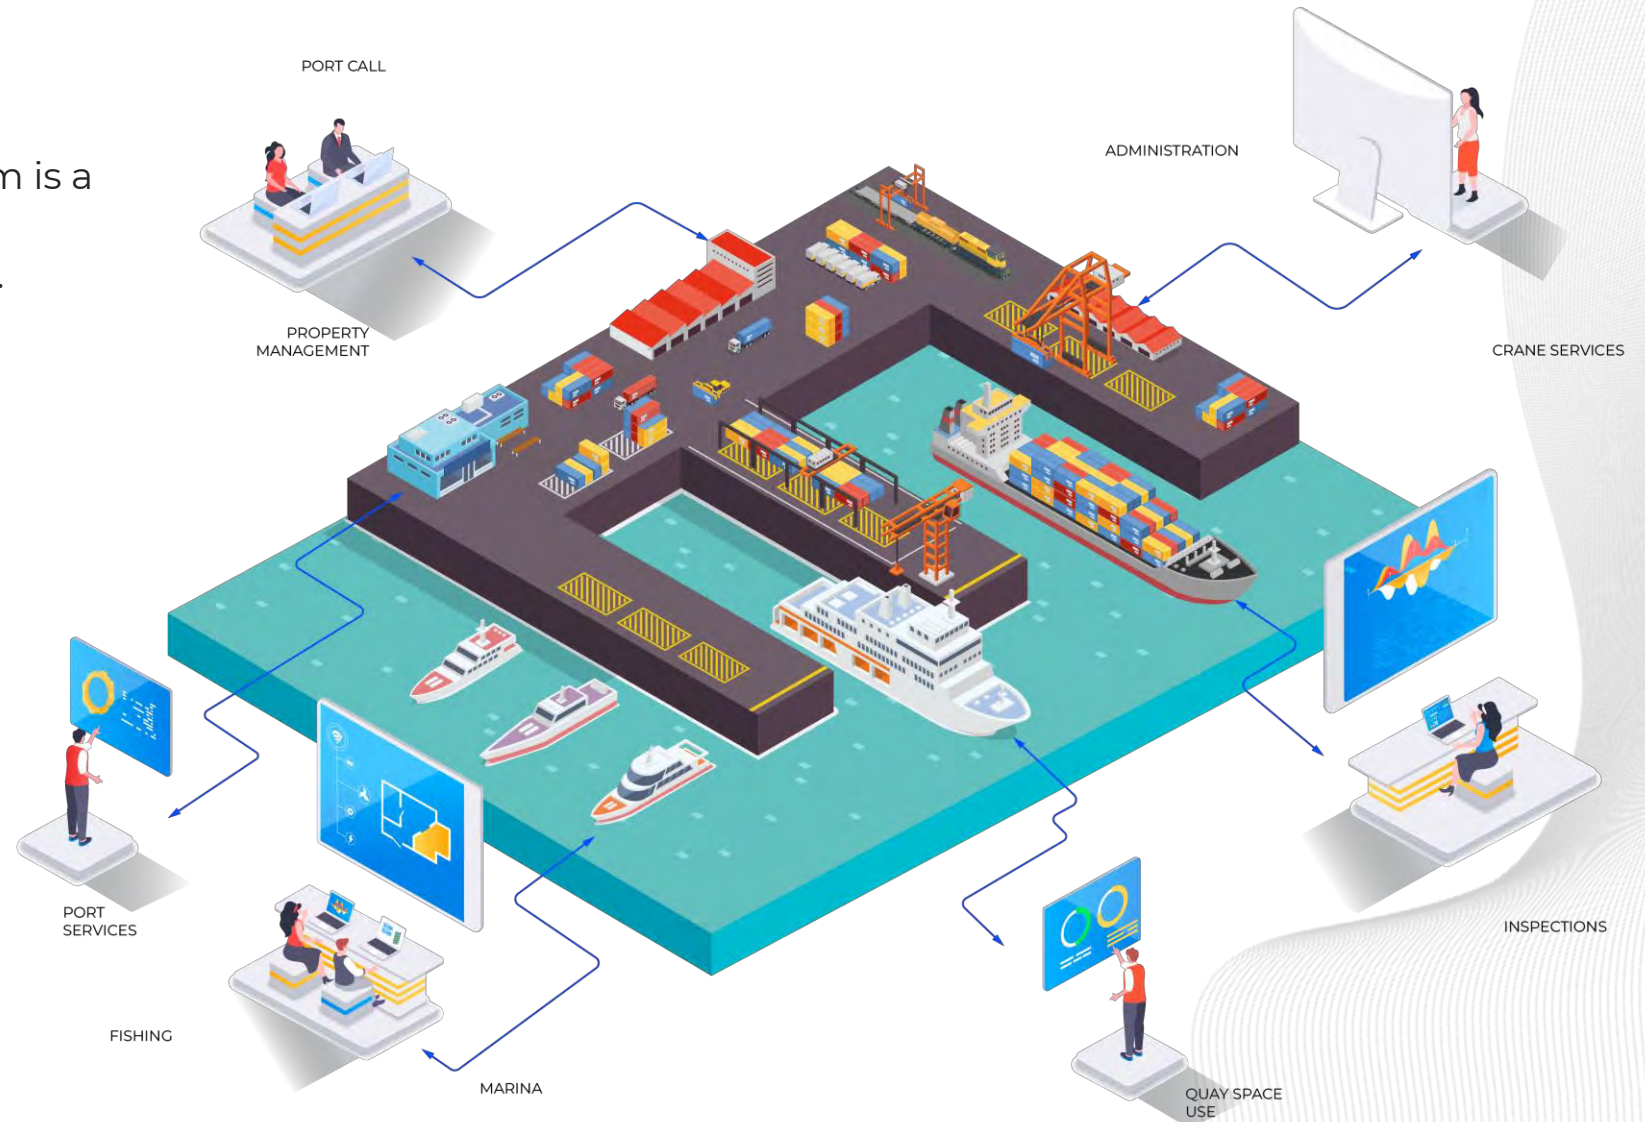 PORT CALL
ADMINISTRATION
m is a
.
PROPERTY
MANAGEMENT
CRANE SERVICES
PORT
SERVICES
INSPECTIONS
FISHING
MARINA
QUAY SPACE
USE